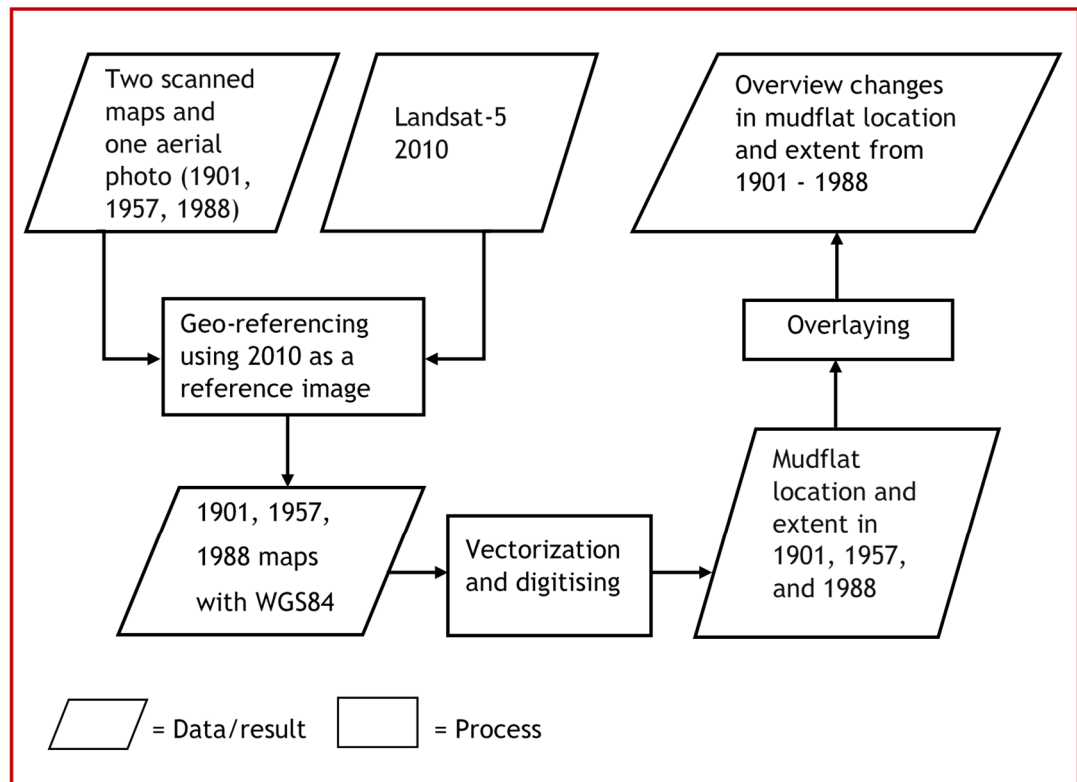 Two scanned
maps and
one aerial
photo (1901,
1957, 1988)
Landsat-5
2010
Overview changes
in mudflat location
and extent from
1901 - 1988
Geo-referencing
using 2010 as a
reference image
Overlaying
1901, 1957,
1988 maps
with WGS84
Vectorization
and digitising
Mudflat
location and
extent in
1901, 1957,
and 1988
= Data/result
= Process